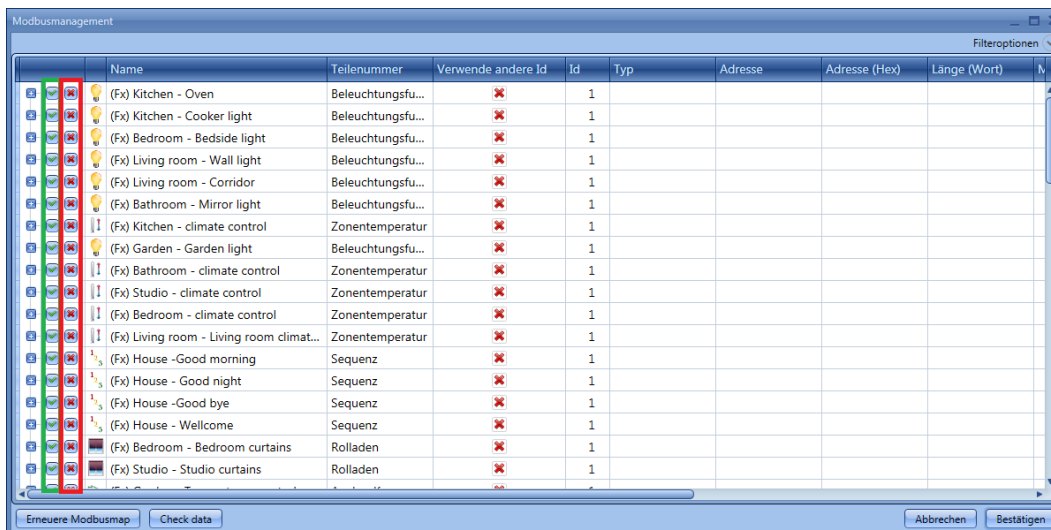 Modbusmanagement
Filteroptionen
Name Teilenummer Verwende andere Id Id Typ Adresse Adresse (Hex) Länge (Wort)
(Fx) Kitchen - Oven Beleuchtungsfu... 1
(Fx) Kitchen - Cooker light Beleuchtungsfu... 1
(Fx) Bedroom - Bedside light Beleuchtungsfu... 1
(Fx) Living room - Wall light Beleuchtungsfu... 1
(Fx) Living room - Corridor Beleuchtungsfu... 1
(Fx) Bathroom - Mirror light Beleuchtungsfu... 1
(Fx) Kitchen - climate control Zonentemperatur 1
(Fx) Garden - Garden light Beleuchtungsfu... 1
(Fx) Bathroom - climate control Zonentemperatur 1
(Fx) Studio - climate control Zonentemperatur 1
(Fx) Bedroom - climate control Zonentemperatur 1
(Fx) Living room - Living room climat... Zonentemperatur 1
(Fx) House -Good morning Sequenz 1
(Fx) House - Good night Sequenz 1
(Fx) House -Good bye Sequenz 1
(Fx) House - Wellcome Sequenz 1
(Fx) Bedroom - Bedroom curtains Rolladen 1
(Fx) Studio - Studio curtains Rolladen 1
Erneuere Modbusmap Check data Abbrechen Bestätigen